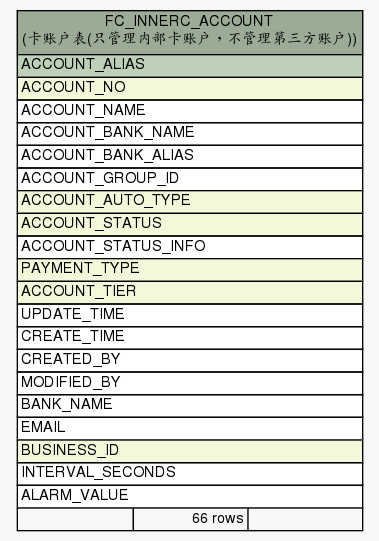 FC_INNERC_ACCOUNT
(卡账户表(只管理内部卡账户，不管理第三方账户))
ACCOUNT_ALIAS
ACCOUNT_NO
ACCOUNT_NAME
ACCOUNT_BANK_NAME
ACCOUNT_BANK_ALIAS
ACCOUNT_GROUP_ID
ACCOUNT_AUTO_TYPE
ACCOUNT_STATUS
ACCOUNT_STATUS_INFO
PAYMENT_TYPE
ACCOUNT_TIER
UPDATE_TIME
CREATE_TIME
CREATED_BY
MODIFIED_BY
BANK_NAME
EMAIL
BUSINESS_ID
INTERVAL_SECONDS
ALARM_VALUE
66 rows